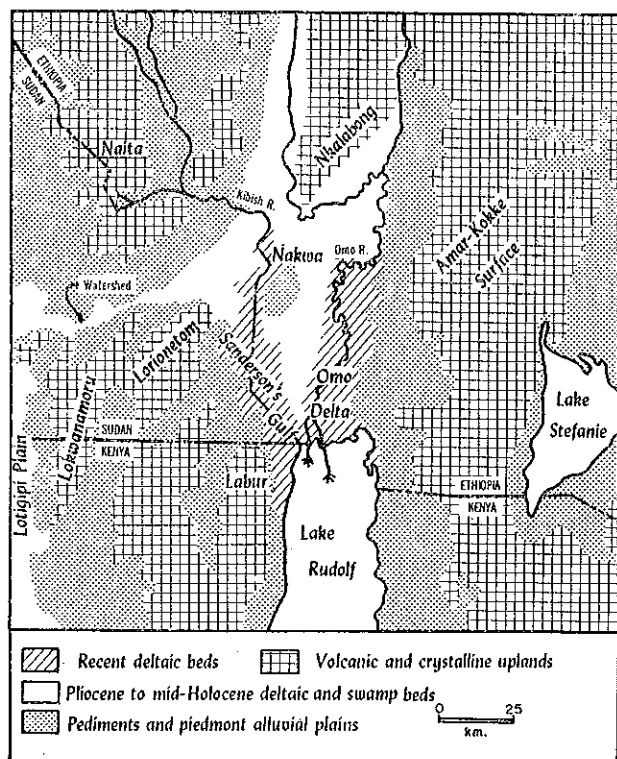 ETHIOPIA
SUDAN
Naita
Nkalabong
Kibish R.
Amar-Kokke
Surface
Nakwa
Omo R.
Watershed
Lorionetom
Sanderson's
Gulf
Omo
Delta
Lokwanamoru
Lotigipi Plain
Lake
Stefanie
SUDAN
KENYA
Labur
ETHIOPIA
KENYA
Lake
Rudolf
Recent deltaic beds
Volcanic and crystalline uplands
Pliocene to mid-Holocene deltaic and swamp beds
Pediments and piedmont alluvial plains
0 25
km.